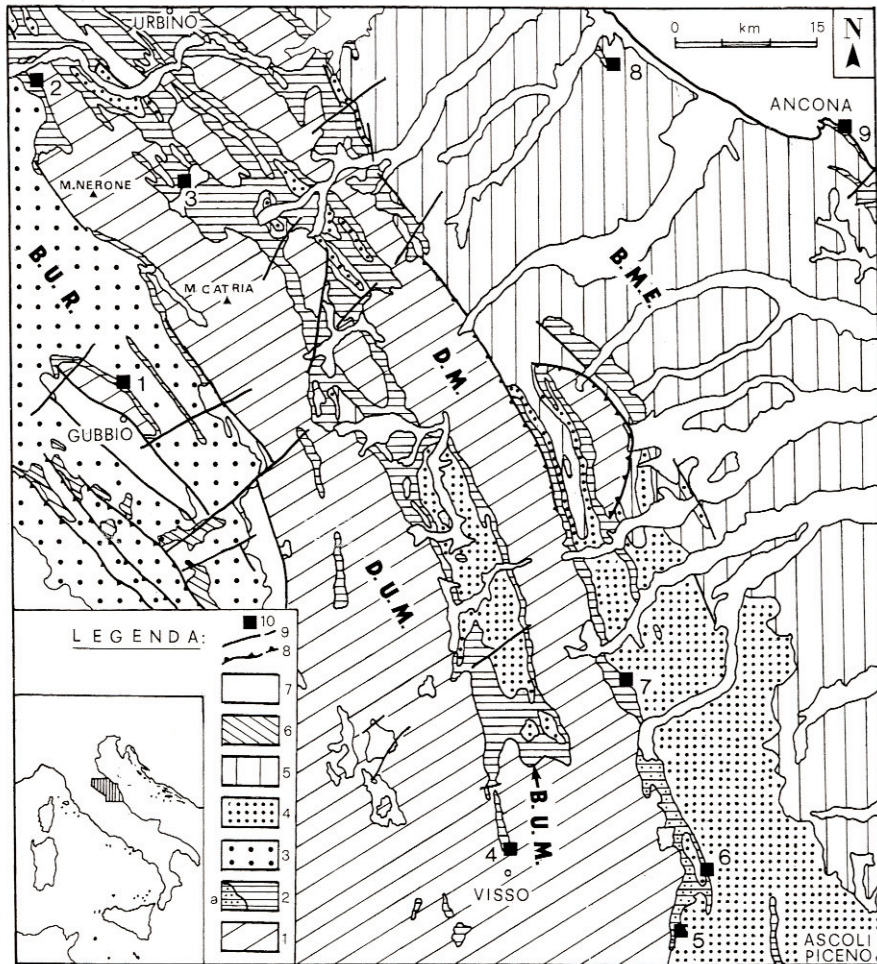 URBINO
0 km 15
N
2
8
ANCONA
9
M.NERONE
3
B.U.R.
M.CATRIA
B.M.E.
D.M.
1
GUBBIO
D.U.M.
7
B.U.M.
4
VISSO
6
5
ASCOLI
PICENO
LEGENDA:
10
9
8
7
6
5
4
3
a 2
1